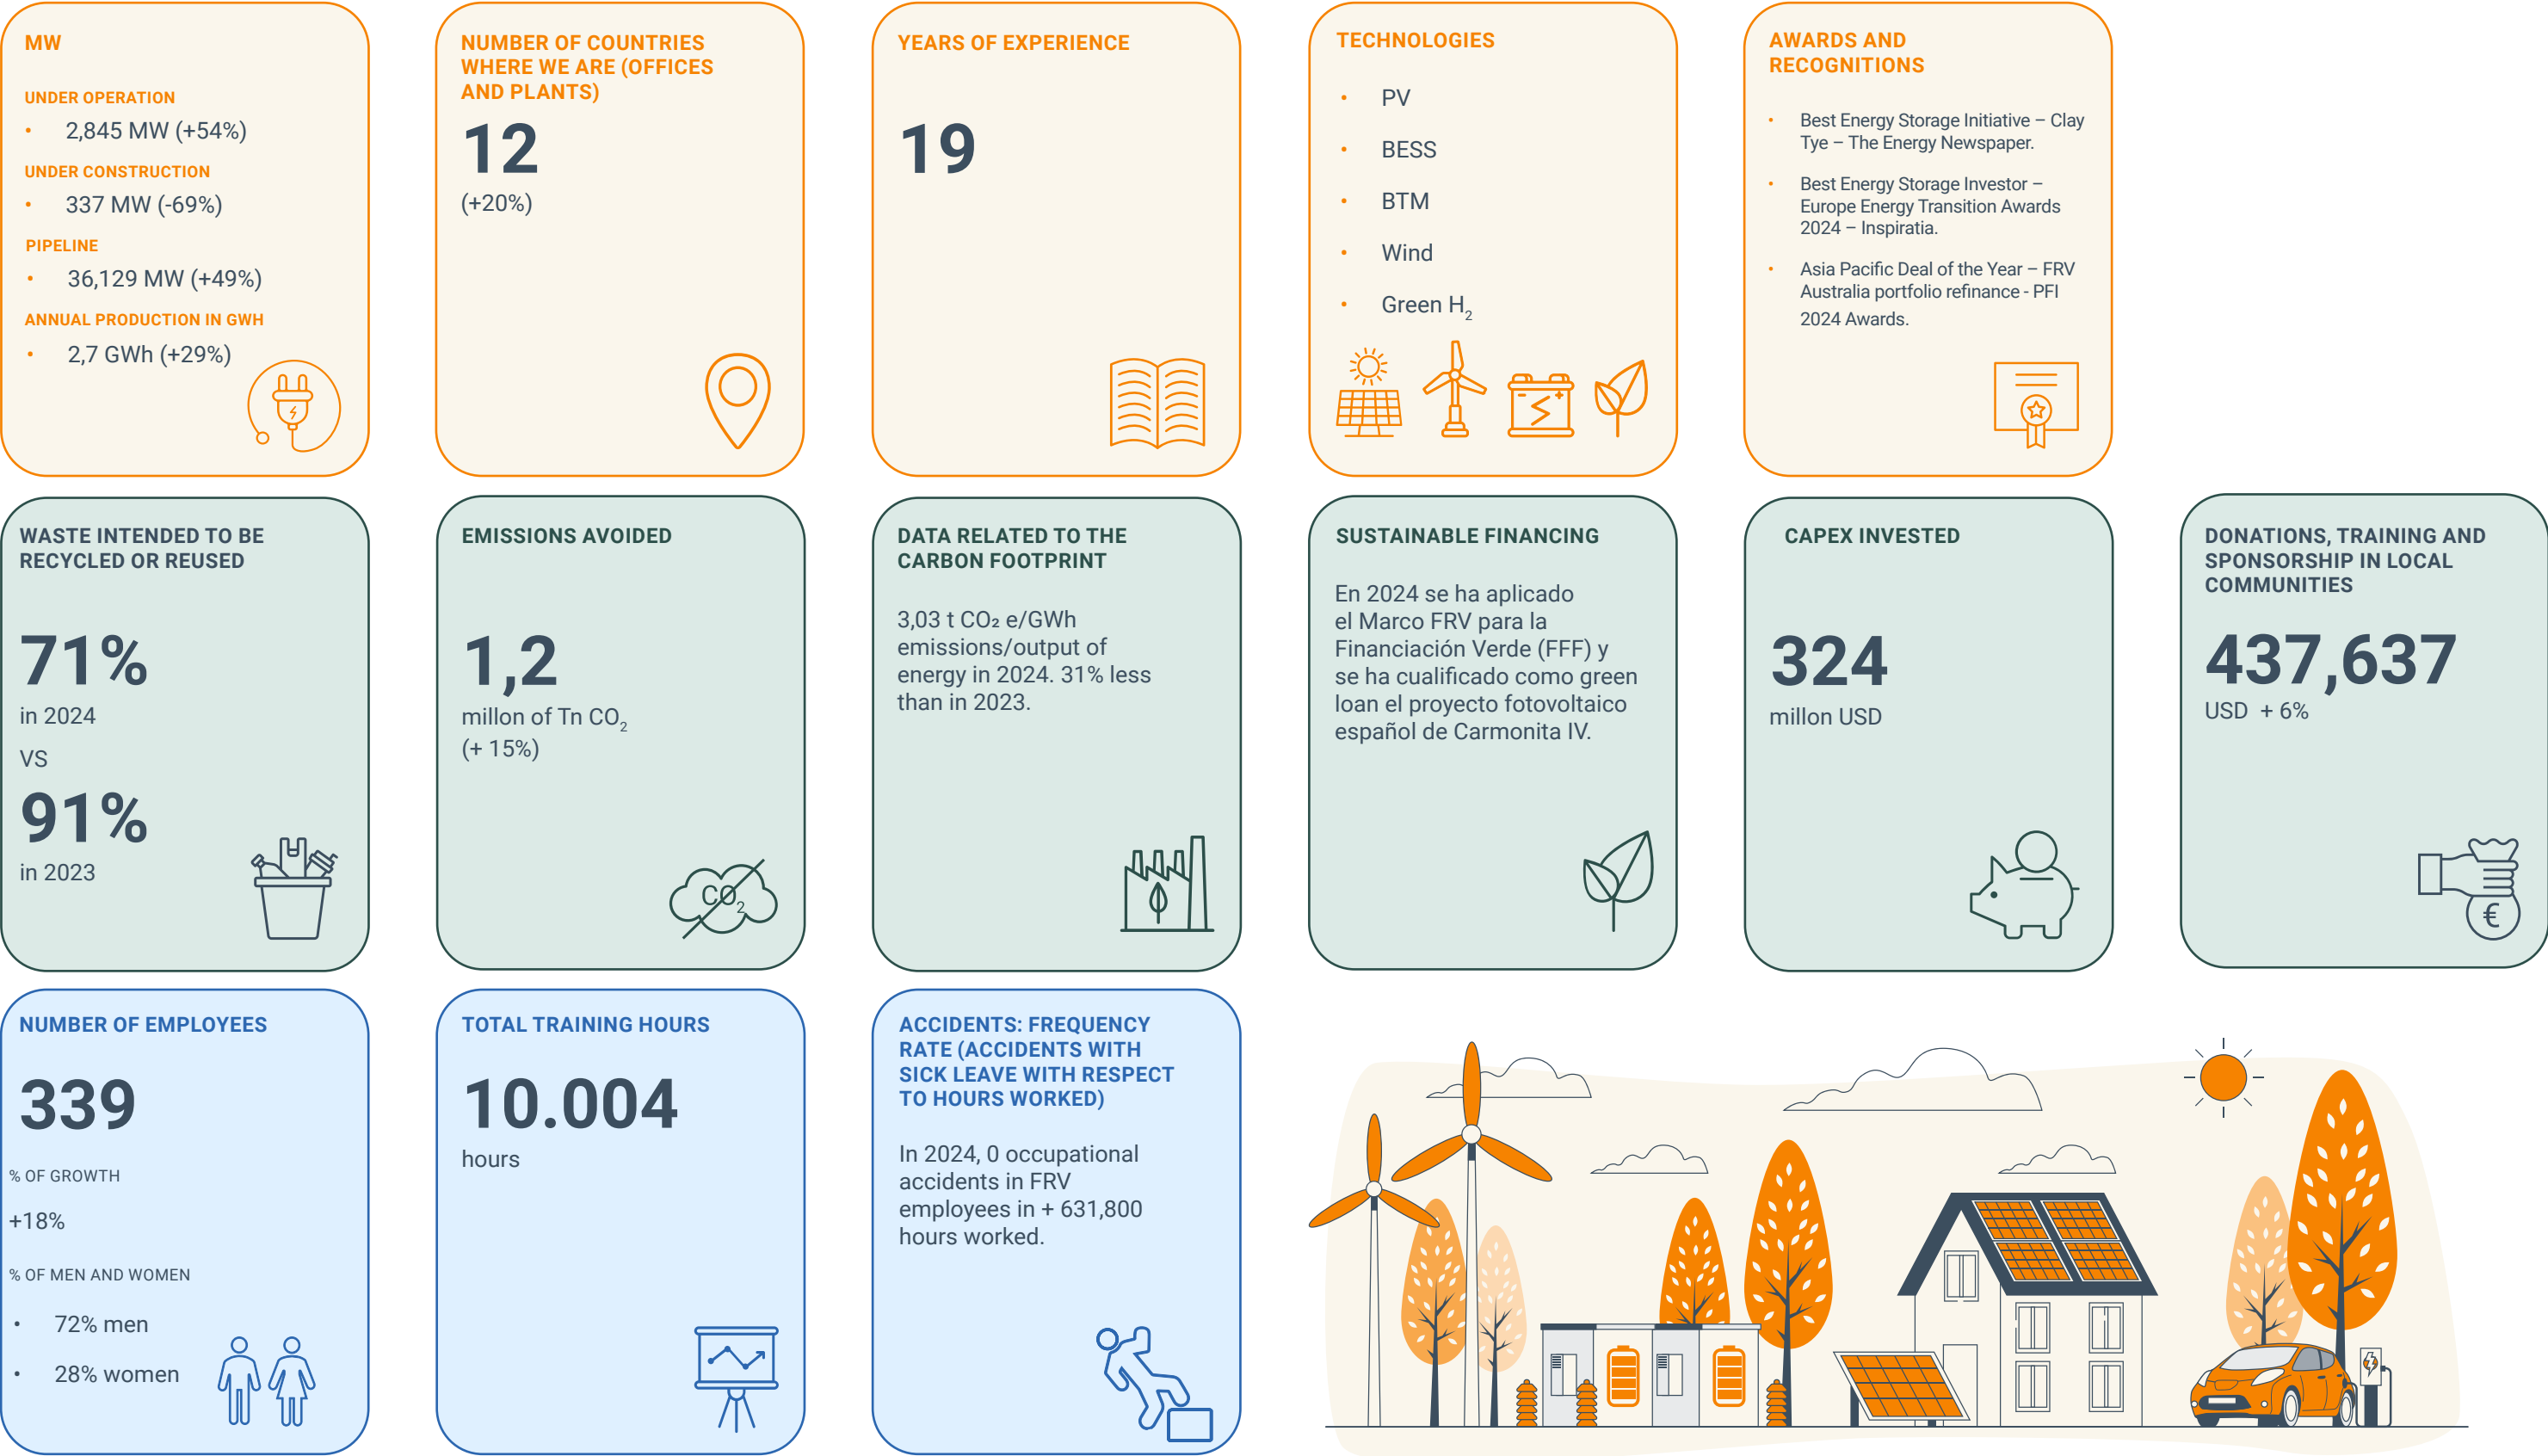 MW
UNDER OPERATION
• 2,845 MW (+54%)
UNDER CONSTRUCTION
• 337 MW (-69%)
PIPELINE
• 36,129 MW (+49%)
ANNUAL PRODUCTION IN GWH
• 2,7 GWh (+29%)
NUMBER OF COUNTRIES
WHERE WE ARE (OFFICES
AND PLANTS)
12
(+20%)
YEARS OF EXPERIENCE
19
TECHNOLOGIES
• PV
• BESS
• BTM
• Wind
• Green H₂
AWARDS AND
RECOGNITIONS
• Best Energy Storage Initiative – Clay
Tye – The Energy Newspaper.
• Best Energy Storage Investor –
Europe Energy Transition Awards
2024 – Inspiratia.
• Asia Pacific Deal of the Year – FRV
Australia portfolio refinance - PFI
2024 Awards.
WASTE INTENDED TO BE
RECYCLED OR REUSED
71%
in 2024
VS
91%
in 2023
EMISSIONS AVOIDED
1,2
millon of Tn CO₂
(+ 15%)
CO₂
DATA RELATED TO THE
CARBON FOOTPRINT
3,03 t CO₂ e/GWh
emissions/output of
energy in 2024. 31% less
than in 2023.
SUSTAINABLE FINANCING
En 2024 se ha aplicado
el Marco FRV para la
Financiación Verde (FFF) y
se ha cualificado como green
loan el proyecto fotovoltaico
español de Carmonita IV.
CAPEX INVESTED
324
millon USD
DONATIONS, TRAINING AND
SPONSORSHIP IN LOCAL
COMMUNITIES
437,637
USD + 6%
€
NUMBER OF EMPLOYEES
339
% OF GROWTH
+18%
% OF MEN AND WOMEN
• 72% men
• 28% women
TOTAL TRAINING HOURS
10.004
hours
ACCIDENTS: FREQUENCY
RATE (ACCIDENTS WITH
SICK LEAVE WITH RESPECT
TO HOURS WORKED)
In 2024, 0 occupational
accidents in FRV
employees in + 631,800
hours worked.